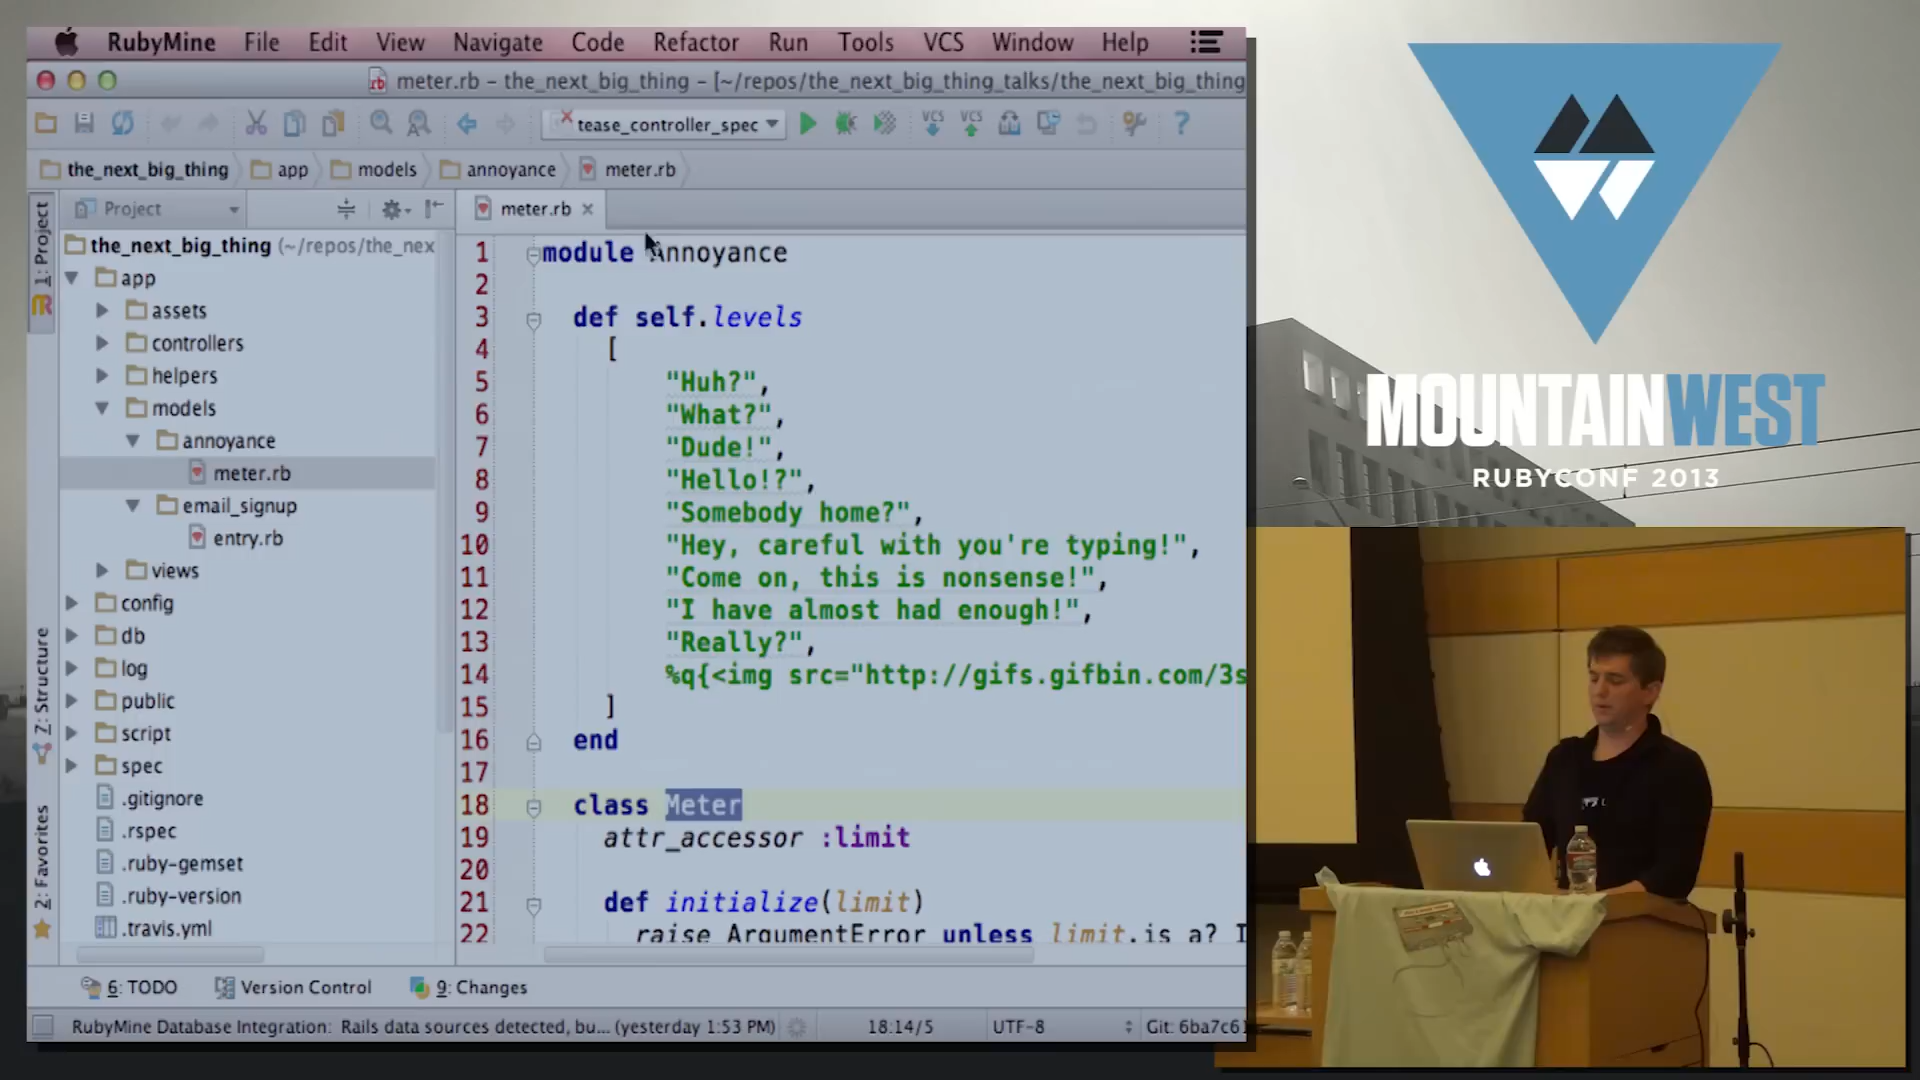 RubyMine File Edit View Navigate Code Refactor Run Tools VCS Window Help
meter.rb – the_next_big_thing – [~/repos/the_next_big_thing_talks/the_next_big_thing
tease_controller_spec
VCS VCS
the_next_big_thing app models annoyance meter.rb
1: Project
Project
the_next_big_thing (~/repos/the_nex
app
assets
controllers
helpers
models
annoyance
meter.rb
email_signup
entry.rb
views
config
db
log
public
script
spec
.gitignore
.rspec
.ruby-gemset
.ruby-version
.travis.yml
7: Structure
2: Favorites
meter.rb
1 module Annoyance
2
3 def self.levels
4 [
5 "Huh?",
6 "What?",
7 "Dude!",
8 "Hello!?",
9 "Somebody home?",
10 "Hey, careful with you're typing!",
11 "Come on, this is nonsense!",
12 "I have almost had enough!",
13 "Really?",
14 %q{<img src="http://gifs.gifbin.com/3s
15 ]
16 end
17
18 class Meter
19 attr_accessor :limit
20
21 def initialize(limit)
22 raise ArgumentError unless limit.is_a? I
6: TODO Version Control 9: Changes
RubyMine Database Integration: Rails data sources detected, bu... (yesterday 1:53 PM) 18:14/5 UTF-8 Git: 6ba7c61
MOUNTAINWEST
RUBYCONF 2013